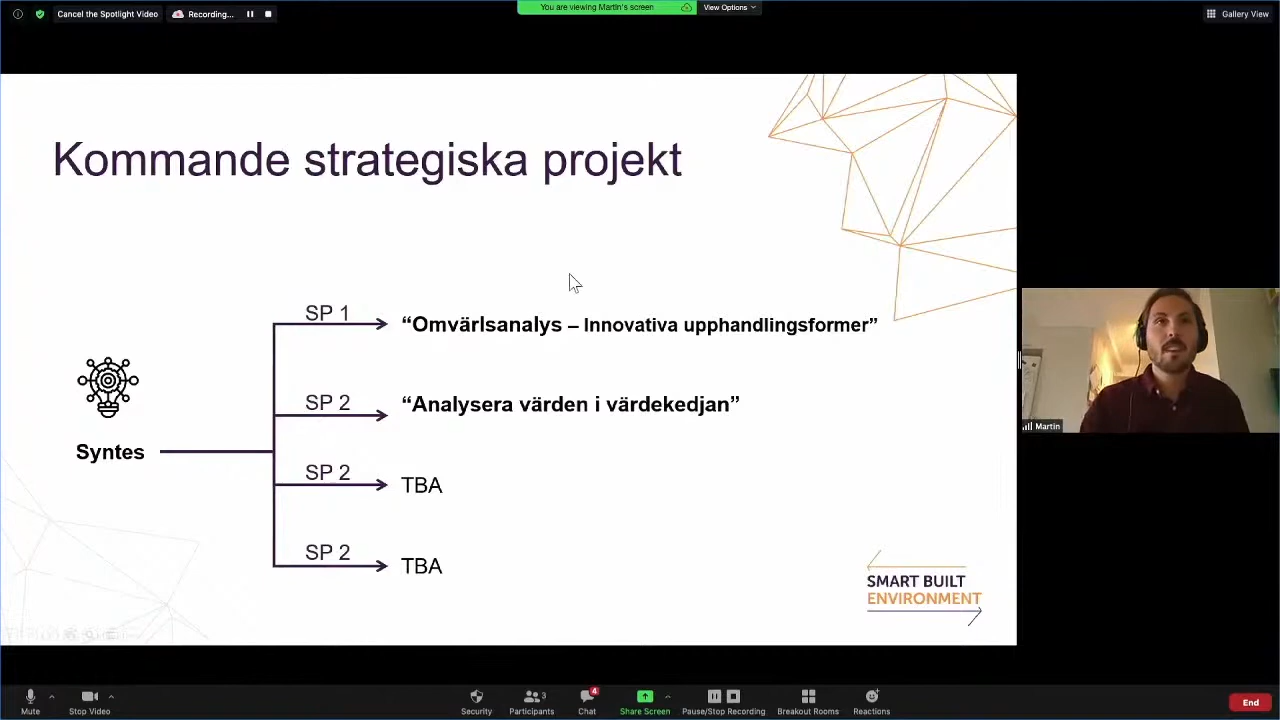 Cancel the Spotlight Video
Recording...
You are viewing Martin's screen
View Options
Gallery View
Kommande strategiska projekt
SP 1
“Omvärlsanalys – Innovativa upphandlingsformer”
SP 2
“Analysera värden i värdekedjan”
Syntes
SP 2
TBA
SP 2
TBA
SMART BUILT
ENVIRONMENT
Martin
Mute
Stop Video
Security
Participants
3
Chat
4
Share Screen
Pause/Stop Recording
Breakout Rooms
Reactions
End